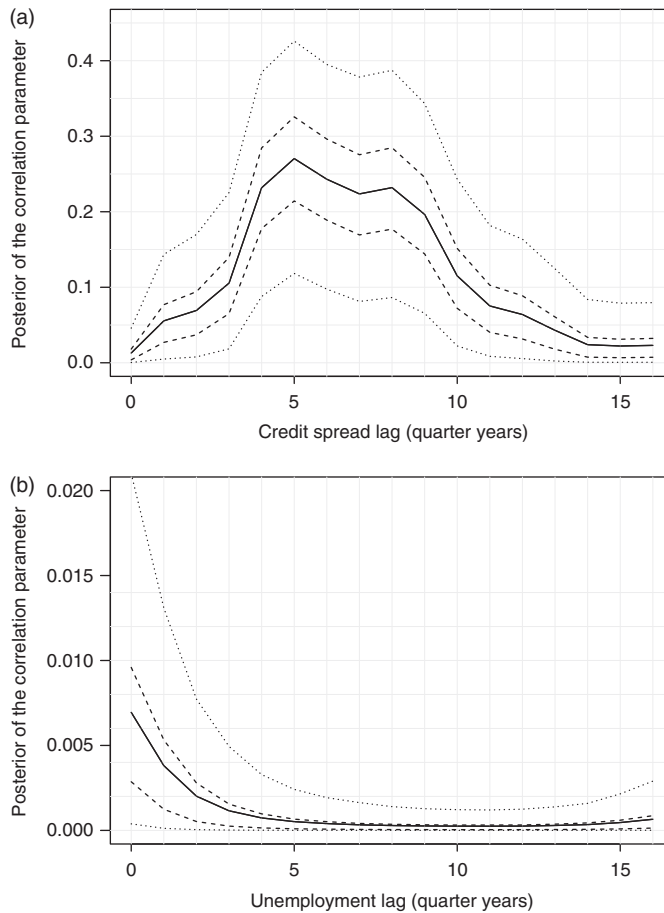 (a)
Posterior of the correlation parameter
0.4
0.3
0.2
0.1
0.0
0 5 10 15
Credit spread lag (quarter years)
(b)
Posterior of the correlation parameter
0.020
0.015
0.010
0.005
0.000
0 5 10 15
Unemployment lag (quarter years)